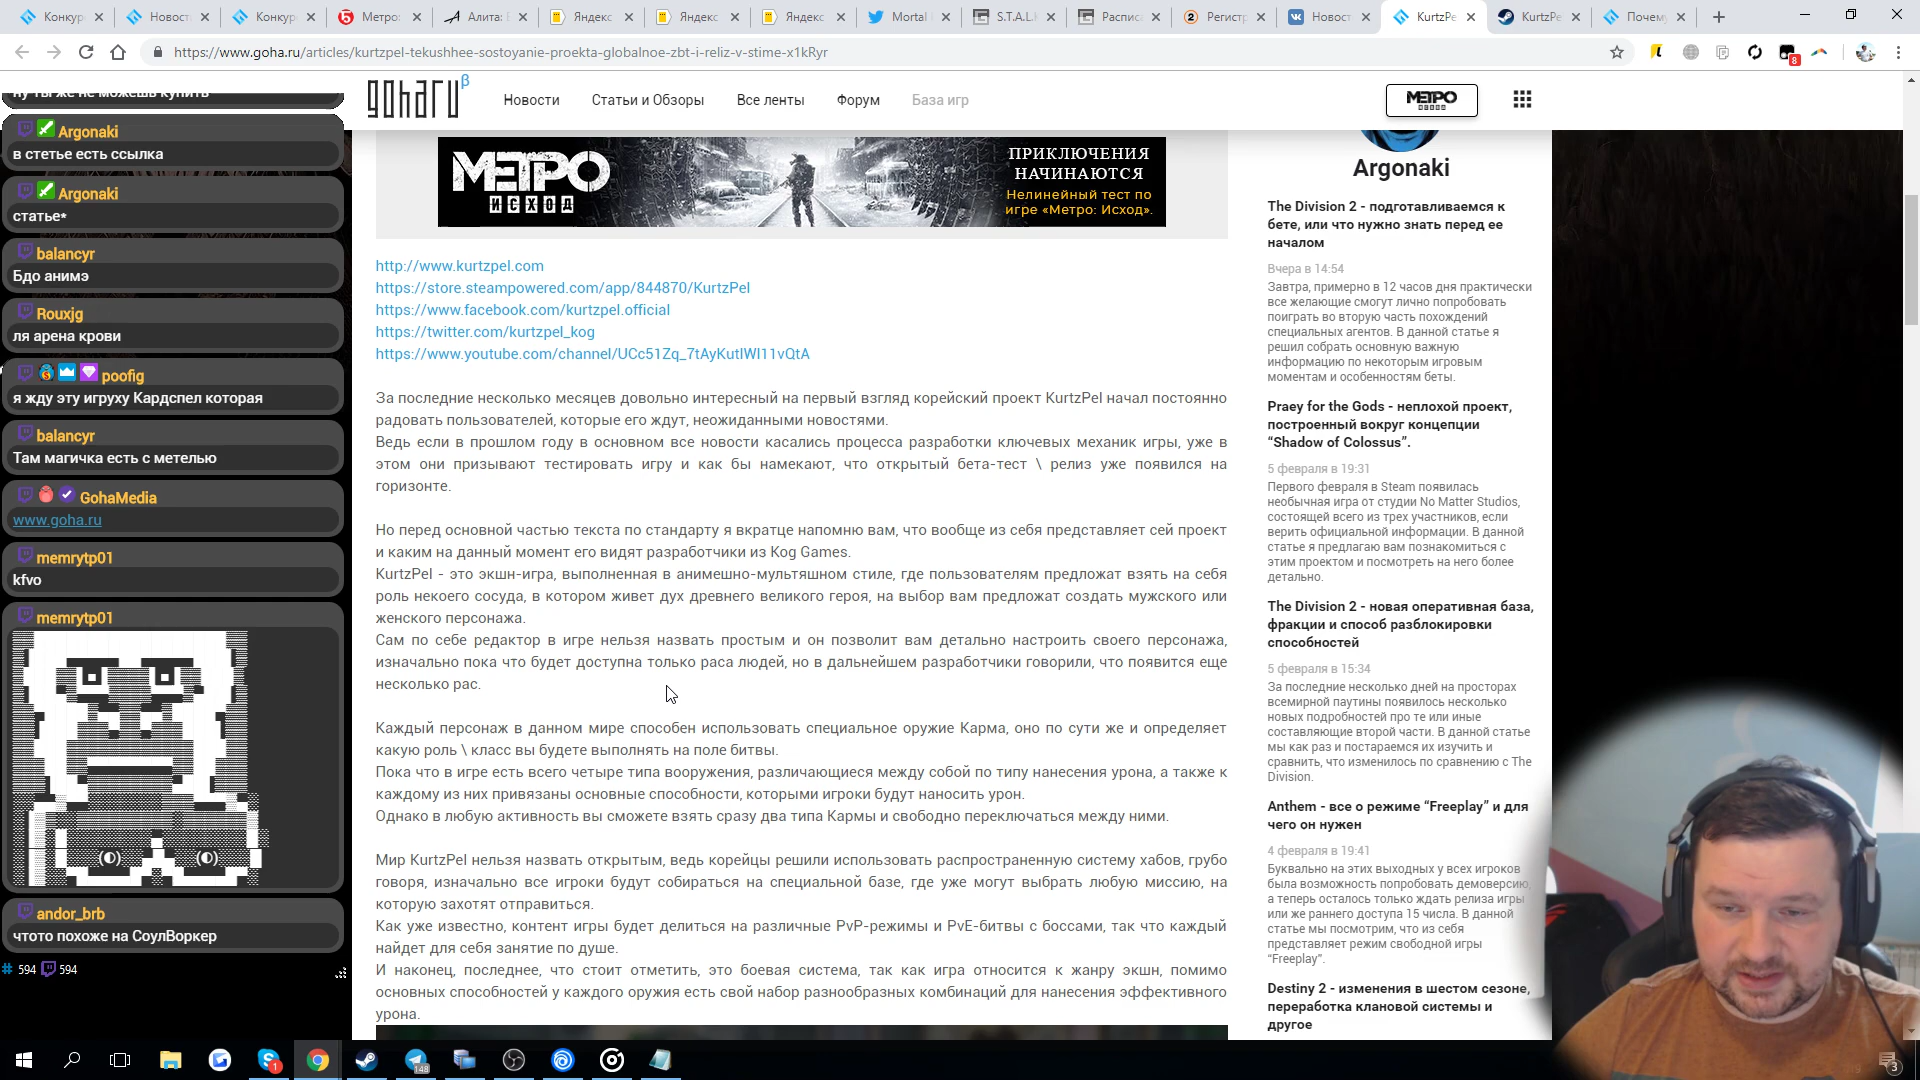 Конкур
Новост
Конкур
Метро:
Алита:
Яндекс
Яндекс
Яндекс
Mortal
S.T.A.L.
Распис
Регистр
Новост
KurtzPe
KurtzPe
Почем
https://www.goha.ru/articles/kurtzpel-tekushhee-sostoyanie-proekta-globalnoe-zbt-i-reliz-v-stime-x1kRyr
8
goharu β
Новости
Статьи и Обзоры
Все ленты
Форум
База игр
МЕТРО
ИСХОД
ну ты же не можешь купить
Argonaki
в стетье есть ссылка
Argonaki
статье*
balancyr
Бдо анимэ
Rouxjg
ля арена крови
poofig
я жду эту игруху Кардспел которая
balancyr
Там магичка есть с метелью
GohaMedia
www.goha.ru
memrytp01
kfvo
memrytp01
andor_brb
чтото похоже на СоулВоркер
# 594 594
МЕТРО
ИСХОД
ПРИКЛЮЧЕНИЯ
НАЧИНАЮТСЯ
Нелинейный тест по
игре «Метро: Исход».
http://www.kurtzpel.com
https://store.steampowered.com/app/844870/KurtzPel
https://www.facebook.com/kurtzpel.official
https://twitter.com/kurtzpel_kog
https://www.youtube.com/channel/UCc51Zq_7tAyKutIWI11vQtA
За последние несколько месяцев довольно интересный на первый взгляд корейский проект KurtzPel начал постоянно
радовать пользователей, которые его ждут, неожиданными новостями.
Ведь если в прошлом году в основном все новости касались процесса разработки ключевых механик игры, уже в
этом они призывают тестировать игру и как бы намекают, что открытый бета-тест \ релиз уже появился на
горизонте.
Но перед основной частью текста по стандарту я вкратце напомню вам, что вообще из себя представляет сей проект
и каким на данный момент его видят разработчики из Kog Games.
KurtzPel - это экшн-игра, выполненная в анимешно-мультяшном стиле, где пользователям предложат взять на себя
роль некоего сосуда, в котором живет дух древнего великого героя, на выбор вам предложат создать мужского или
женского персонажа.
Сам по себе редактор в игре нельзя назвать простым и он позволит вам детально настроить своего персонажа,
изначально пока что будет доступна только раса людей, но в дальнейшем разработчики говорили, что появится еще
несколько рас.
Каждый персонаж в данном мире способен использовать специальное оружие Карма, оно по сути же и определяет
какую роль \ класс вы будете выполнять на поле битвы.
Пока что в игре есть всего четыре типа вооружения, различающиеся между собой по типу нанесения урона, а также к
каждому из них привязаны основные способности, которыми игроки будут наносить урон.
Однако в любую активность вы сможете взять сразу два типа Кармы и свободно переключаться между ними.
Мир KurtzPel нельзя назвать открытым, ведь корейцы решили использовать распространенную систему хабов, грубо
говоря, изначально все игроки будут собираться на специальной базе, где уже могут выбрать любую миссию, на
которую захотят отправиться.
Как уже известно, контент игры будет делиться на различные PvP-режимы и PvE-битвы с боссами, так что каждый
найдет для себя занятие по душе.
И наконец, последнее, что стоит отметить, это боевая система, так как игра относится к жанру экшн, помимо
основных способностей у каждого оружия есть свой набор разнообразных комбинаций для нанесения эффективного
урона.
Argonaki
The Division 2 - подготавливаемся к
бете, или что нужно знать перед ее
началом
Вчера в 14:54
Завтра, примерно в 12 часов дня практически
все желающие смогут лично попробовать
поиграть во вторую часть похождений
специальных агентов. В данной статье я
решил собрать основную важную
информацию по некоторым игровым
моментам и особенностям беты.
Praey for the Gods - неплохой проект,
построенный вокруг концепции
“Shadow of Colossus”.
5 февраля в 19:31
Первого февраля в Steam появилась
необычная игра от студии No Matter Studios,
состоящей всего из трех участников, если
верить официальной информации. В данной
статье я предлагаю вам познакомиться с
этим проектом и посмотреть на него более
детально.
The Division 2 - новая оперативная база,
фракции и способ разблокировки
способностей
5 февраля в 15:34
За последние несколько дней на просторах
всемирной паутины появилось несколько
новых подробностей про те или иные
составляющие второй части. В данной статье
мы как раз и постараемся их изучить и
сравнить, что изменилось по сравнению с The
Division.
Anthem - все о режиме “Freeplay” и для
чего он нужен
4 февраля в 19:41
Буквально на этих выходных у всех игроков
была возможность попробовать демоверсию,
а теперь осталось только ждать релиза игры
или же раннего доступа 15 числа. В данной
статье мы посмотрим, что из себя
представляет режим свободной игры
“Freeplay”.
Destiny 2 - изменения в шестом сезоне,
переработка клановой системы и
другое
1
148
3